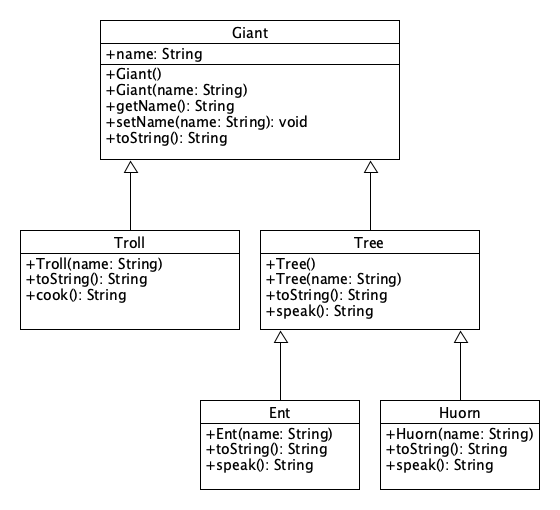 Giant
+name: String
+Giant()
+Giant(name: String)
+getName(): String
+setName(name: String): void
+toString(): String
Troll
+Troll(name: String)
+toString(): String
+cook(): String
Tree
+Tree()
+Tree(name: String)
+toString(): String
+speak(): String
Ent
+Ent(name: String)
+toString(): String
+speak(): String
Huorn
+Huorn(name: String)
+toString(): String
+speak(): String